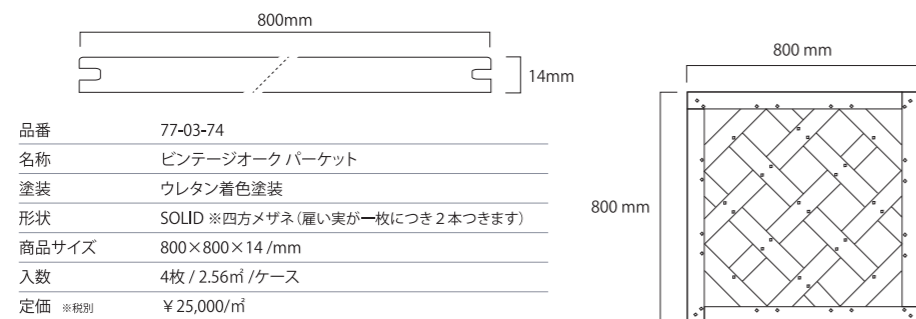 800mm
14mm
品番 77-03-74
名称 ビンテージオーク パーケット
塗装 ウレタン着色塗装
形状 SOLID ※四方メザネ(雇い実が一枚につき2本つきます)
商品サイズ 800×800×14 /mm
入数 4枚 / 2.56㎡ /ケース
定価 ※税別 ¥25,000/㎡
800 mm
800 mm